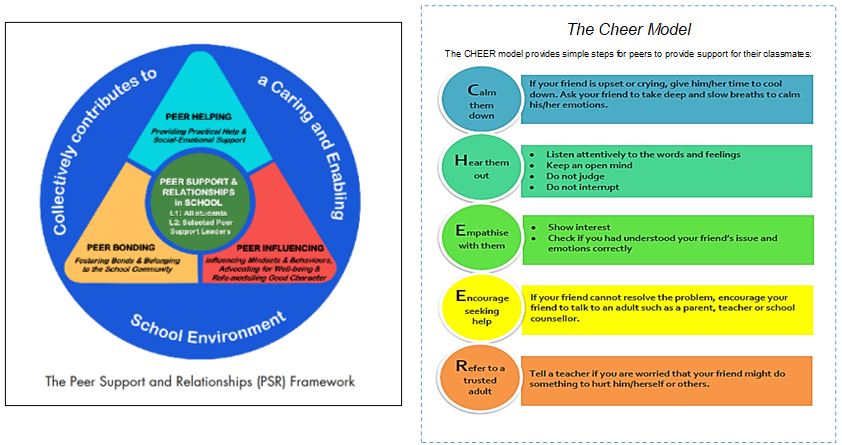 Collectively contributes to
a Caring and Enabling
School Environment
PEER HELPING
Providing Practical Help &
Social-Emotional Support
PEER SUPPORT &
RELATIONSHIPS
in SCHOOL
L1: All students
L2: Selected Peer
Support Leaders
PEER BONDING
Fostering Bonds & Belonging
to the School Community
PEER INFLUENCING
Influencing Mindsets & Behaviours,
Advocating for Well-being &
Role-modelling Good Character
The Peer Support and Relationships (PSR) Framework
The Cheer Model
The CHEER model provides simple steps for peers to provide support for their classmates:
Calm
them
down
If your friend is upset or crying, give him/her time to cool
down. Ask your friend to take deep and slow breaths to calm
his/her emotions.
Hear them
out
• Listen attentively to the words and feelings
• Keep an open mind
• Do not judge
• Do not interrupt
Empathise
with them
• Show interest
• Check if you had understood your friend's issue and
emotions correctly
Encourage
seeking
help
If your friend cannot resolve the problem, encourage your
friend to talk to an adult such as a parent, teacher or school
counsellor.
Refer to a
trusted
adult
Tell a teacher if you are worried that your friend might do
something to hurt him/herself or others.